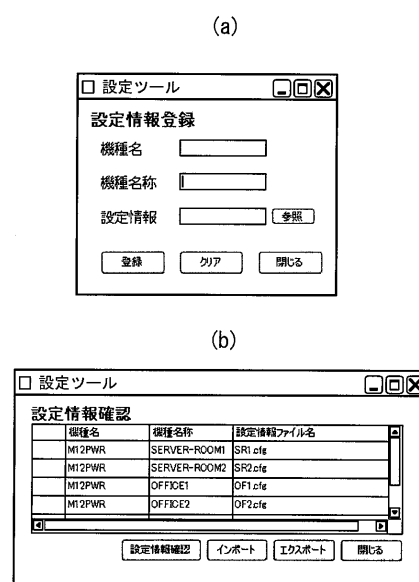 (a)
設定ツール
設定情報登録
機種名
機種名称
設定情報 参照
登録 クリア 閉じる
(b)
設定ツール
設定情報確認
機種名 機種名称 設定情報ファイル名
M12PWR SERVER-ROOM1 SR1.cfg
M12PWR SERVER-ROOM2 SR2.cfg
M12PWR OFFICE1 OF1.cfg
M12PWR OFFICE2 OF2.cfg
設定情報確認 インポート エクスポート 閉じる